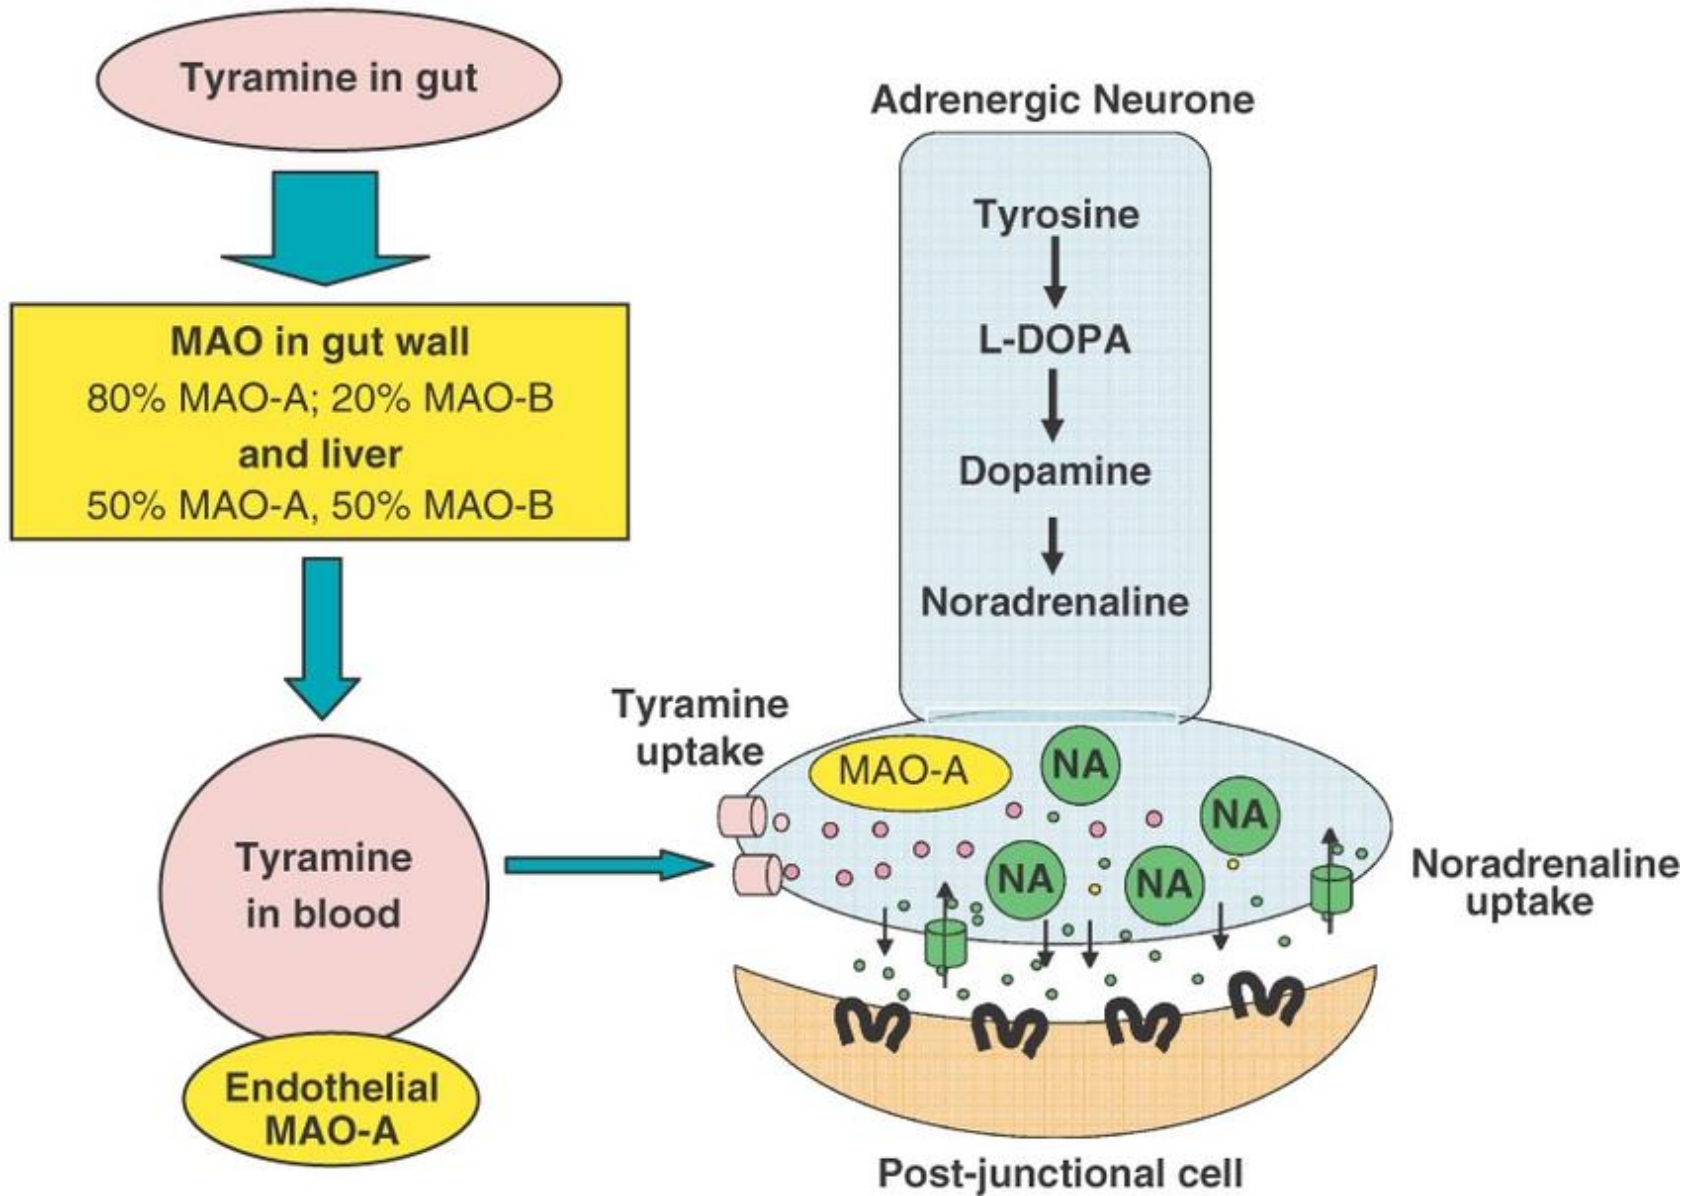 Tyramine in gut
MAO in gut wall
80% MAO-A; 20% MAO-B
and liver
50% MAO-A, 50% MAO-B
Tyramine
in blood
Endothelial
MAO-A
Adrenergic Neurone
Tyrosine
L-DOPA
Dopamine
Noradrenaline
Tyramine
uptake
MAO-A
NA
NA
NA
NA
Noradrenaline
uptake
Post-junctional cell